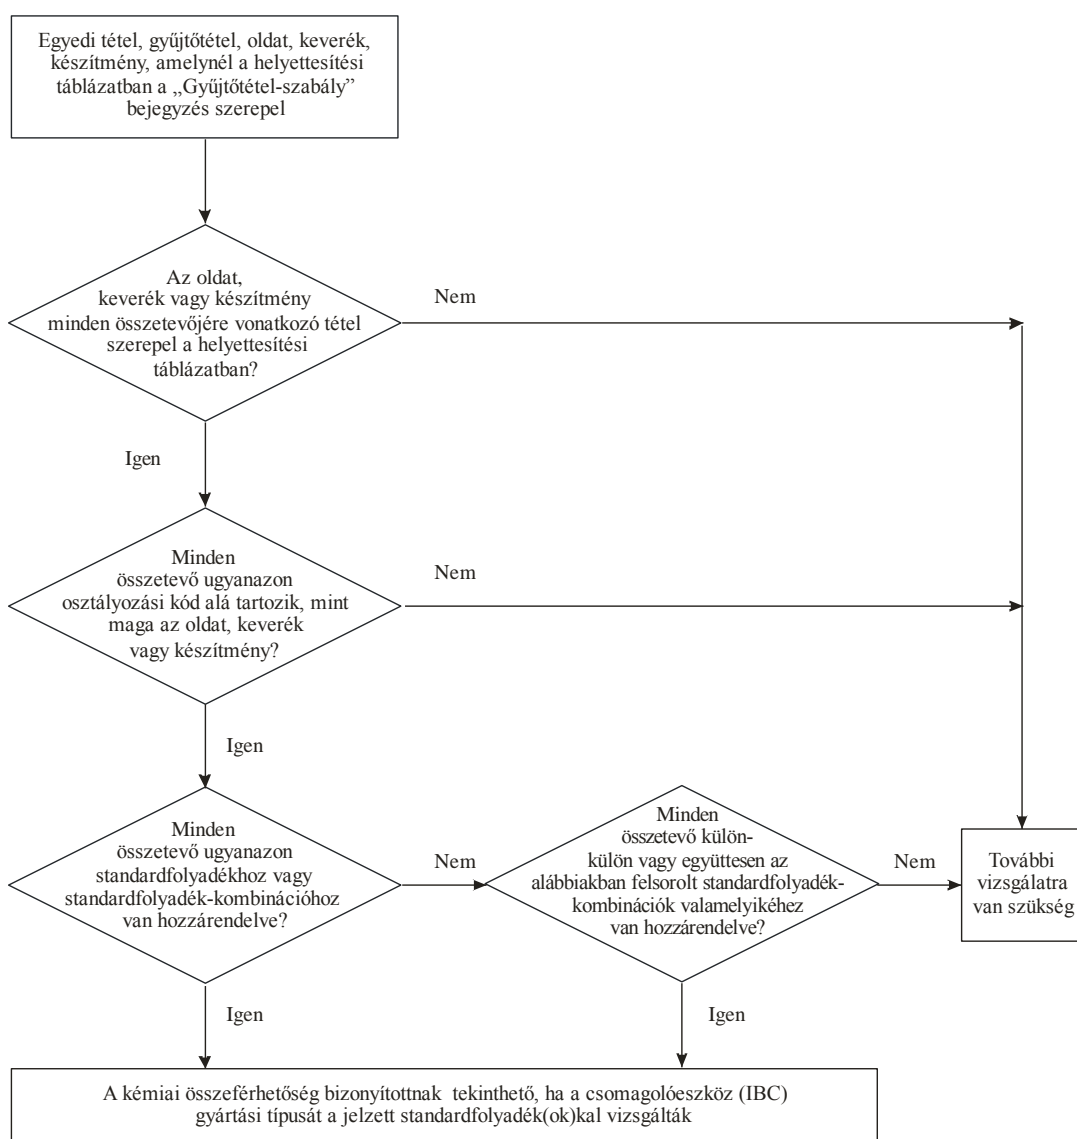 Egyedi tétel, gyűjtőtétel, oldat, keverék,
készítmény, amelynél a helyettesítési
táblázatban a „Gyűjtőtétel-szabály”
bejegyzés szerepel
Az oldat,
keverék vagy készítmény
minden összetevőjére vonatkozó tétel
szerepel a helyettesítési
táblázatban?
Nem
Igen
Minden
összetevő ugyanazon
osztályozási kód alá tartozik, mint
maga az oldat, keverék
vagy készítmény?
Nem
Igen
Minden
összetevő ugyanazon
standardfolyadékhoz vagy
standardfolyadék-kombinációhoz
van hozzárendelve?
Nem
Minden
összetevő külön-
külön vagy együttesen az
alábbiakban felsorolt standardfolyadék-
kombinációk valamelyikéhez
van hozzárendelve?
Nem
További
vizsgálatra
van szükség
Igen
Igen
A kémiai összeférhetőség bizonyítottnak tekinthető, ha a csomagolóeszköz (IBC)
gyártási típusát a jelzett standardfolyadék(ok)kal vizsgálták